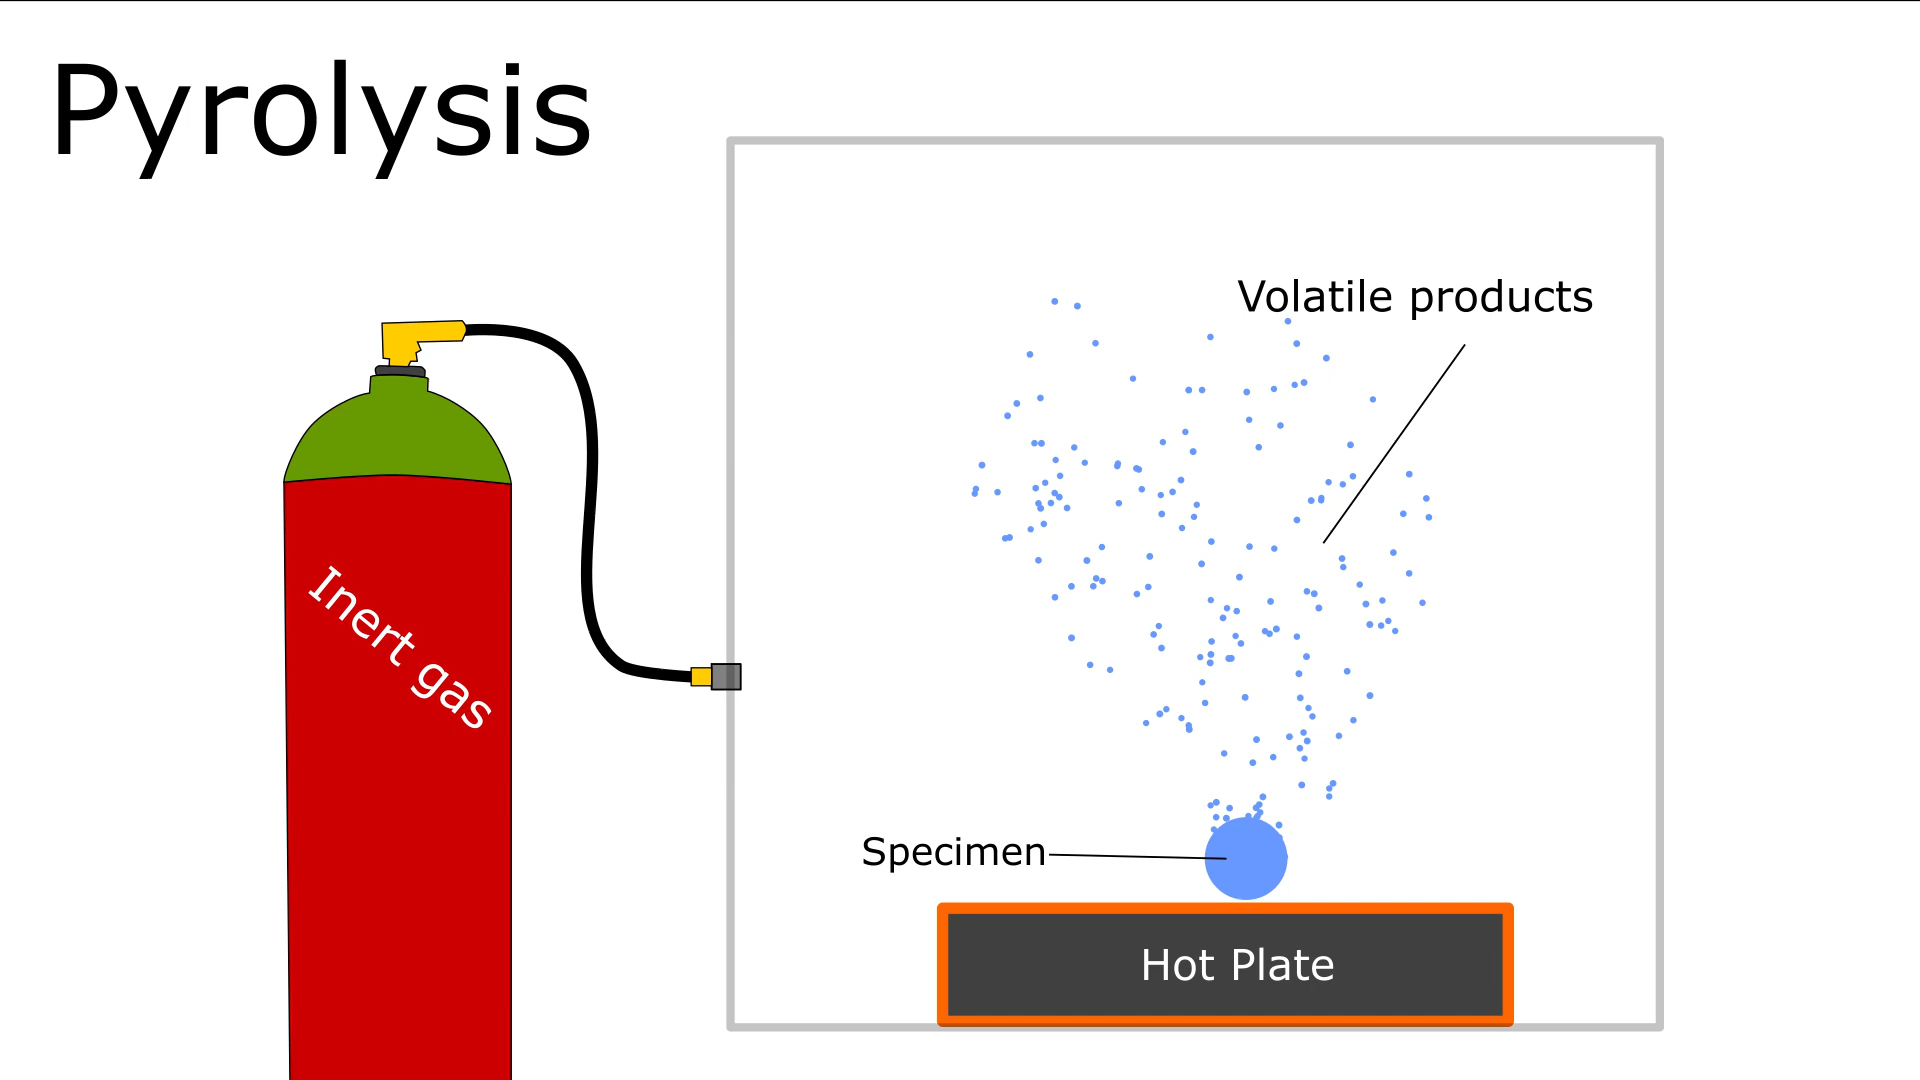 Pyrolysis
Volatile products
Inert gas
Specimen
Hot Plate